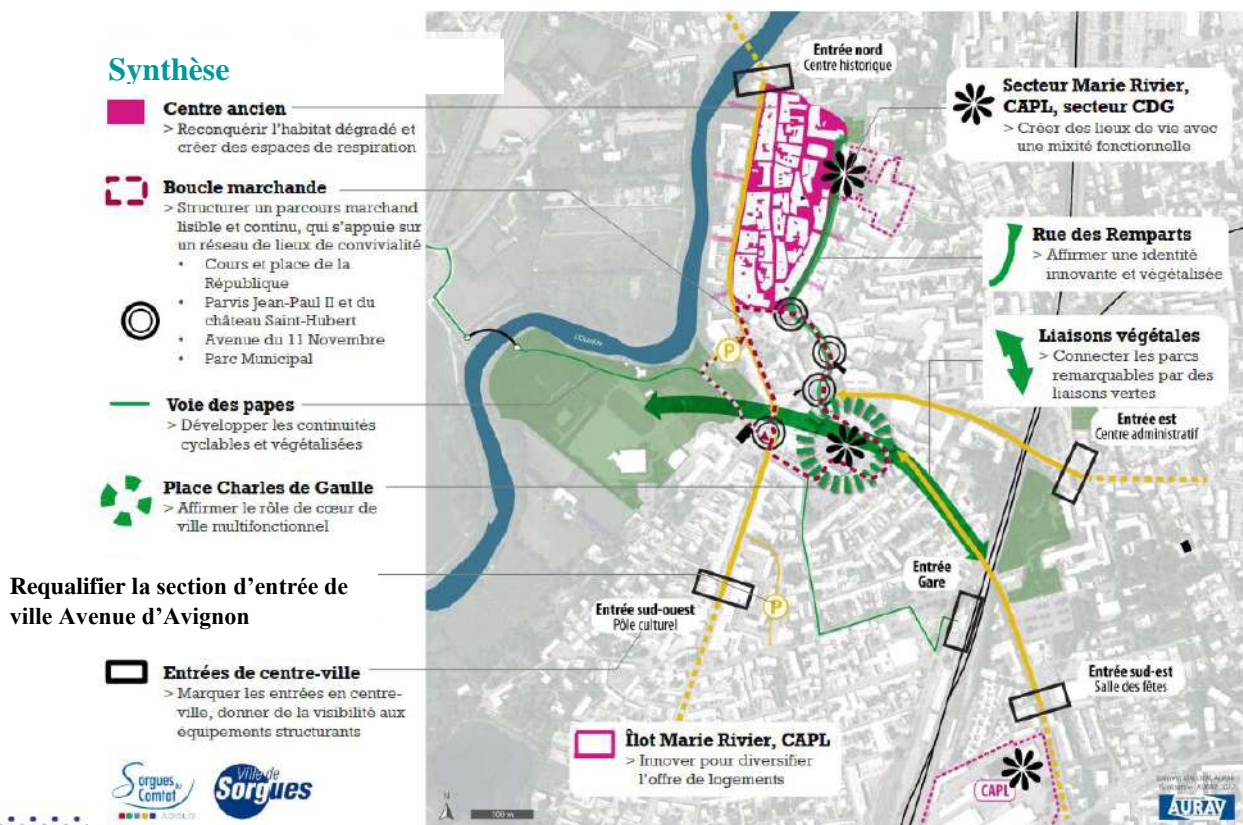 Synthèse
Centre ancien
> Reconquérir l'habitat dégradé et
créer des espaces de respiration
Boucle marchande
> Structurer un parcours marchand
lisible et continu, qui s'appuie sur
un réseau de lieux de convivialité
• Cours et place de la
République
• Parvis Jean-Paul II et du
château Saint-Hubert
• Avenue du 11 Novembre
• Parc Municipal
Voie des papes
> Développer les continuités
cyclables et végétalisées
Place Charles de Gaulle
> Affirmer le rôle de cœur de
ville multifonctionnel
Requalifier la section d'entrée de
ville Avenue d'Avignon
Entrées de centre-ville
> Marquer les entrées en centre-
ville, donner de la visibilité aux
équipements structurants
Sorgues du
Comtat
Ville de
Sorgues
Entrée nord
Centre historique
Secteur Marie Rivier,
CAPL, secteur CDG
> Créer des lieux de vie avec
une mixité fonctionnelle
Rue des Remparts
> Affirmer une identité
innovante et végétalisée
Liaisons végétales
> Connecter les parcs
remarquables par des
liaisons vertes
L'Ouvèze
P
Entrée est
Centre administratif
Entrée
Gare
Entrée sud-ouest
Pôle culturel
P
Entrée sud-est
Salle des fêtes
Îlot Marie Rivier, CAPL
> Innover pour diversifier
l'offre de logements
CAPL
N
100 m
AURAV